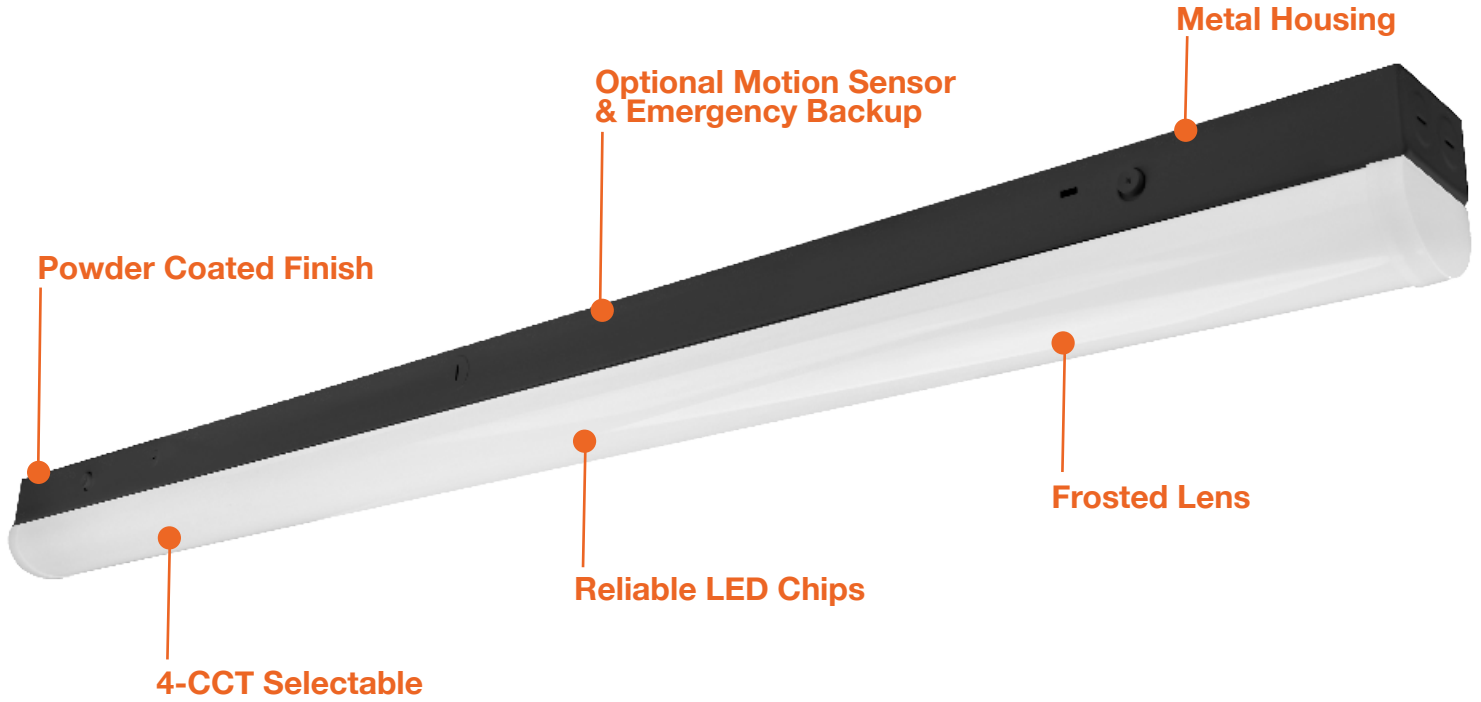 Metal Housing
Optional Motion Sensor
& Emergency Backup
Powder Coated Finish
Frosted Lens
Reliable LED Chips
4-CCT Selectable